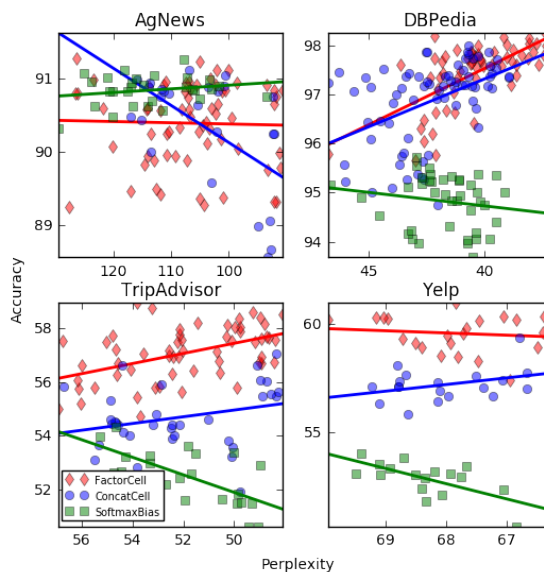 AgNews
91
90
89
120 110 100
DBPedia
98
97
96
95
94
45 40
Accuracy
TripAdvisor
58
56
54
52
56 54 52 50
FactorCell
ConcatCell
SoftmaxBias
Yelp
60
55
69 68 67
Perplexity